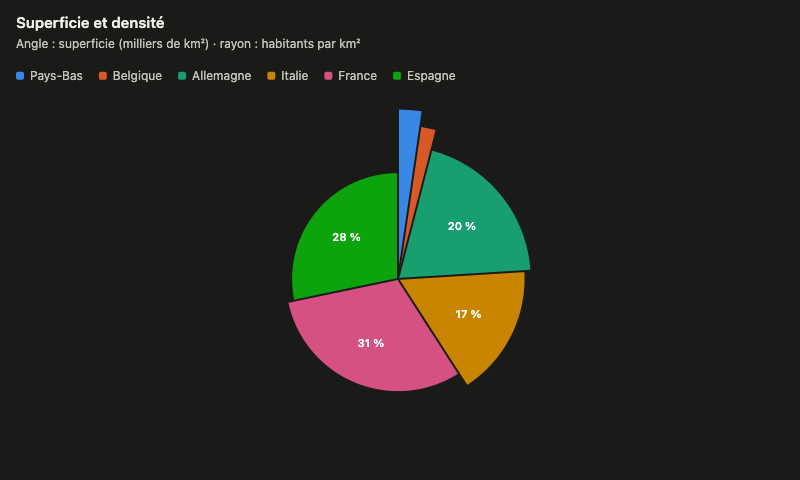 Superficie et densité
Angle : superficie (milliers de km²) · rayon : habitants par km²
Pays-Bas Belgique Allemagne Italie France Espagne
28 %
20 %
17 %
31 %